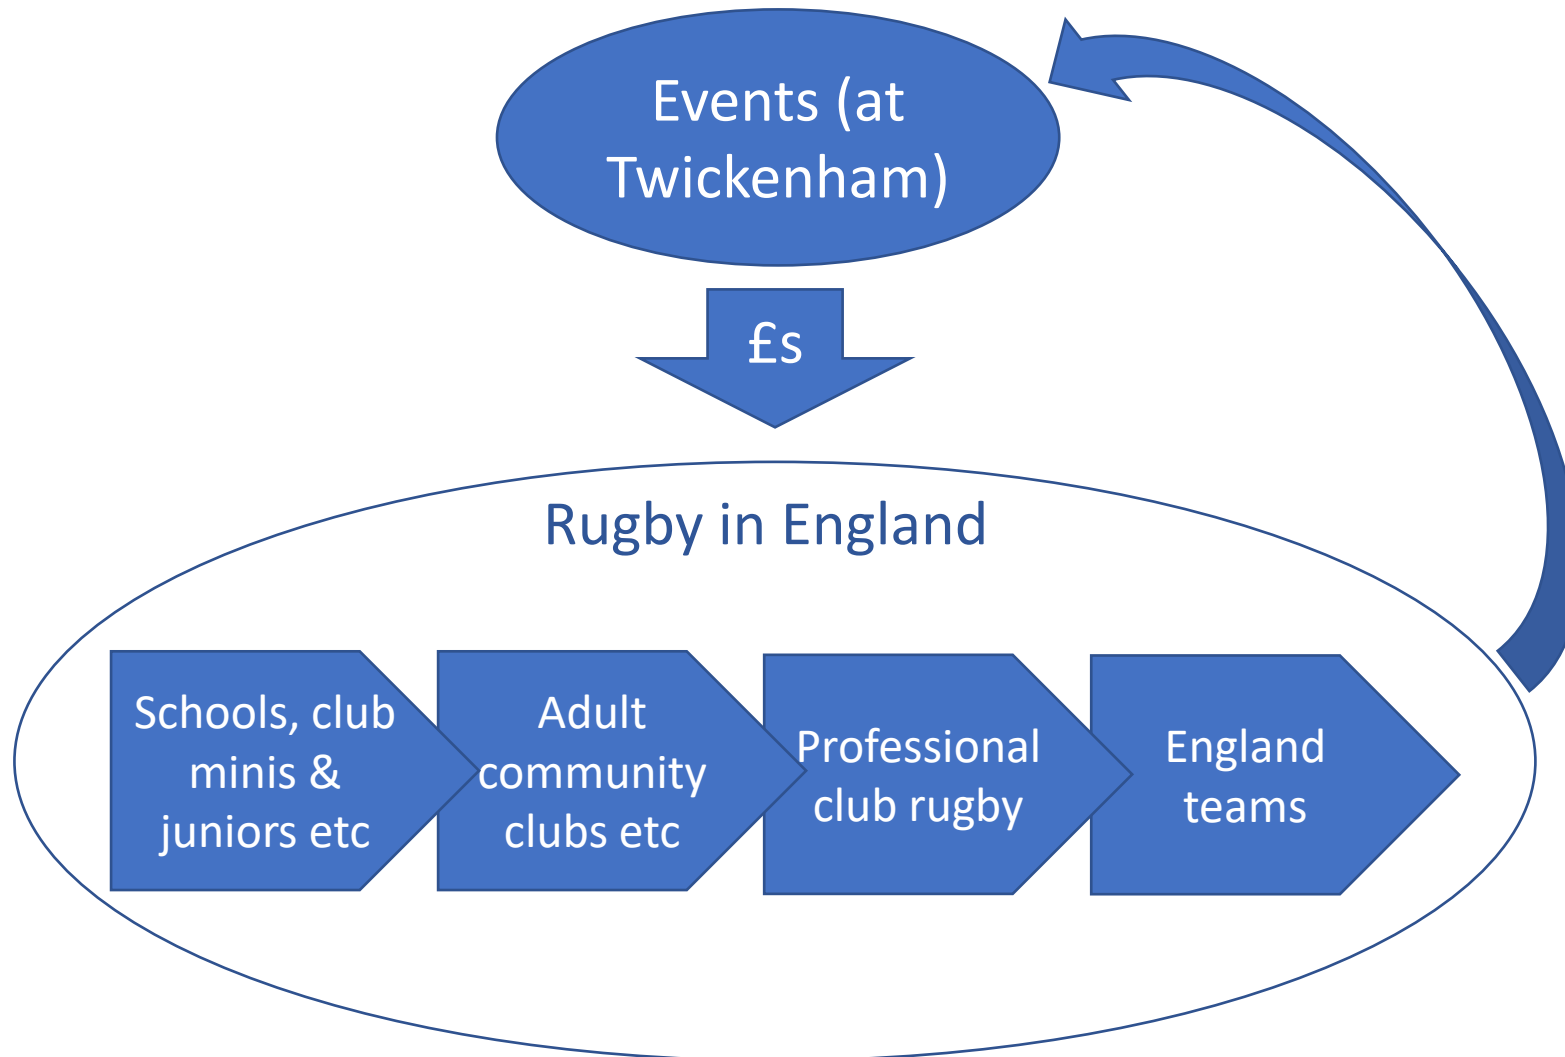 Events (at
Twickenham)
£s
Rugby in England
Schools, club
minis &
juniors etc
Adult
community
clubs etc
Professional
club rugby
England
teams